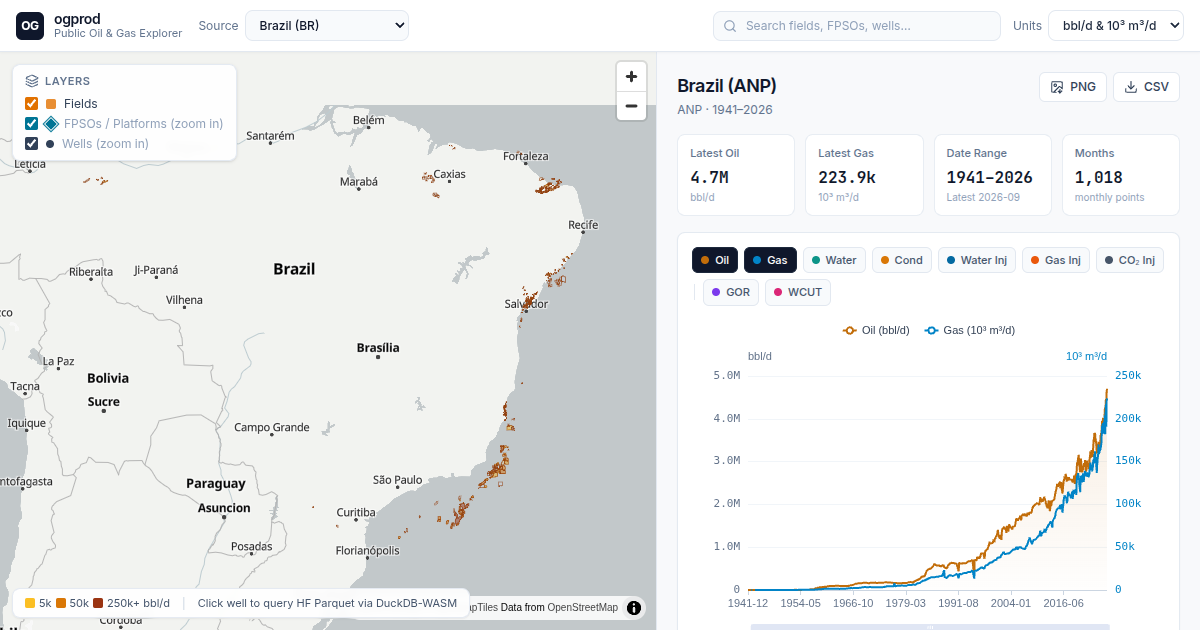 OG
ogprod
Public Oil & Gas Explorer
Source
Brazil (BR)
Search fields, FPSOs, wells...
Units
bbl/d & 10³ m³/d
LAYERS
Fields
FPSOs / Platforms (zoom in)
Wells (zoom in)
+
−
Belém
Santarém
Fortaleza
Leticia
Marabá
Caxias
Recife
Brazil
Riberalta
Ji-Paraná
Vilhena
Salvador
Brasília
La Paz
Bolivia
Tacna
Sucre
Iquique
Campo Grande
São Paulo
Paraguay
Asuncion
Curitiba
Posadas
Florianópolis
5k
50k
250k+ bbl/d
Click well to query HF Parquet via DuckDB-WASM
Data from OpenStreetMap
Brazil (ANP)
ANP · 1941–2026
PNG
CSV
Latest Oil
4.7M
bbl/d
Latest Gas
223.9k
10³ m³/d
Date Range
1941–2026
Latest 2026-09
Months
1,018
monthly points
Oil
Gas
Water
Cond
Water Inj
Gas Inj
CO₂ Inj
GOR
WCUT
Oil (bbl/d)
Gas (10³ m³/d)
bbl/d
10³ m³/d
5.0M
250k
4.0M
200k
3.0M
150k
2.0M
100k
1.0M
50k
0
0
1941-12
1954-05
1966-10
1979-03
1991-08
2004-01
2016-06